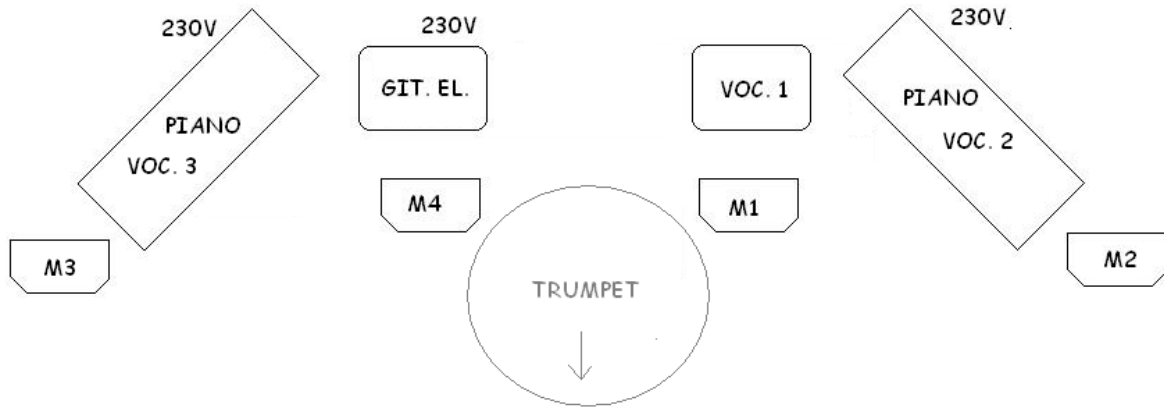 230V
230V
230V
GIT. EL.
VOC. 1
PIANO
VOC. 3
PIANO
VOC. 2
M4
M1
M3
M2
TRUMPET